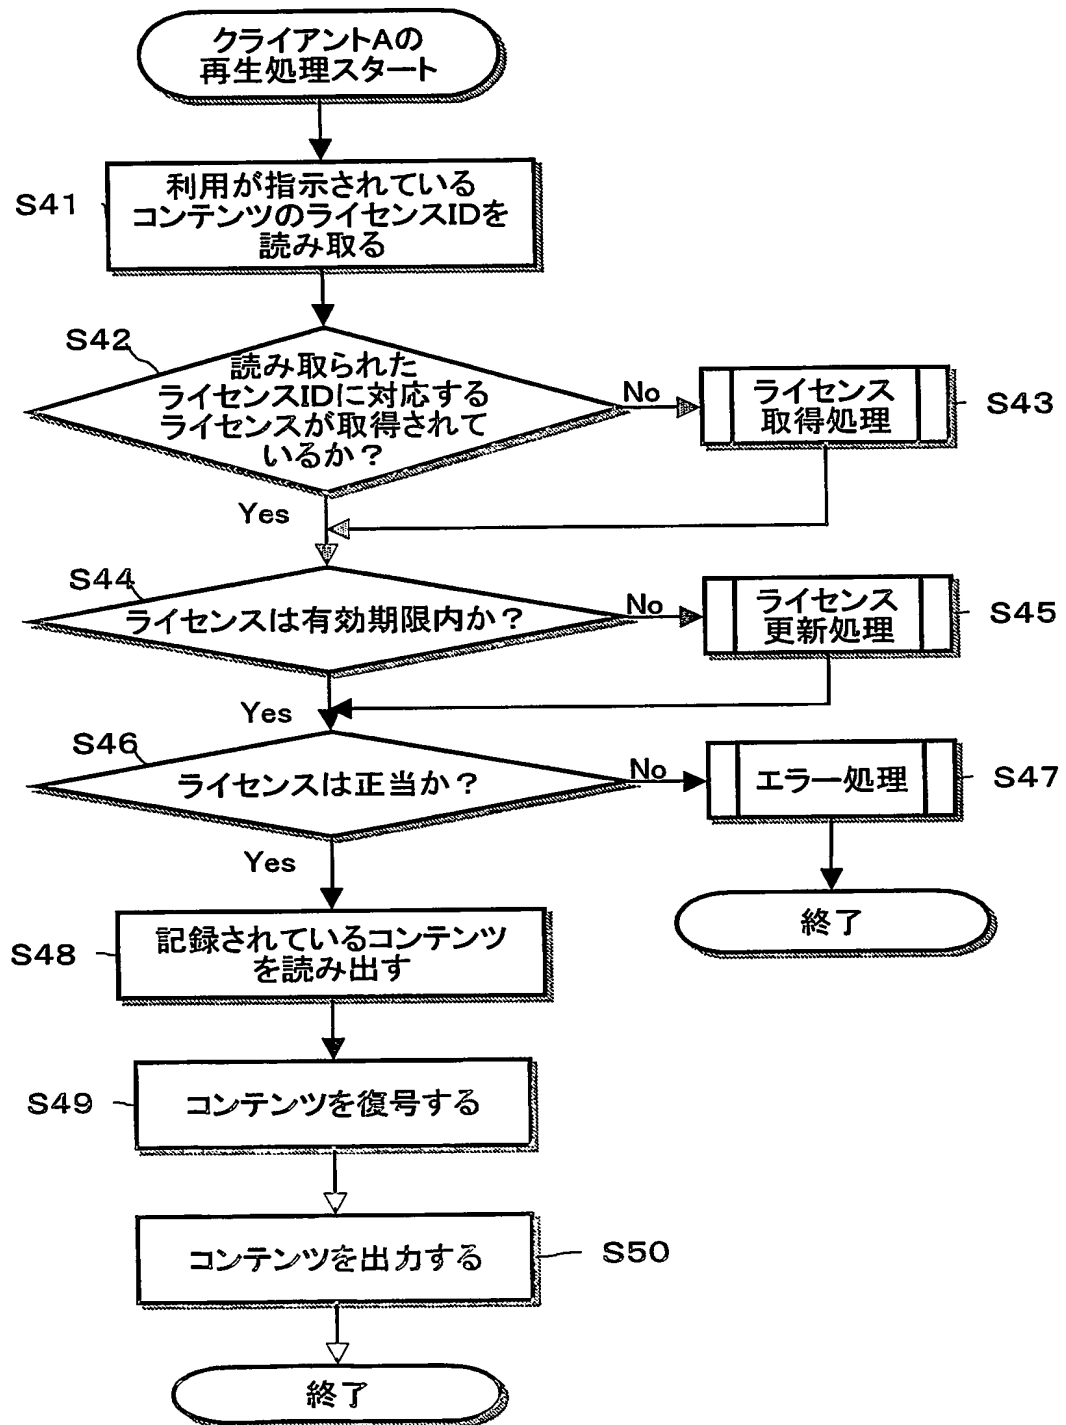 クライアントAの
再生処理スタート
S41
利用が指示されている
コンテンツのライセンスIDを
読み取る
S42
読み取られた
ライセンスIDに対応する
ライセンスが取得されて
いるか？
No
ライセンス
取得処理
S43
Yes
S44
ライセンスは有効期限内か？
No
ライセンス
更新処理
S45
Yes
S46
ライセンスは正当か？
No
エラー処理
S47
Yes
終了
S48
記録されているコンテンツ
を読み出す
S49
コンテンツを復号する
コンテンツを出力する
S50
終了